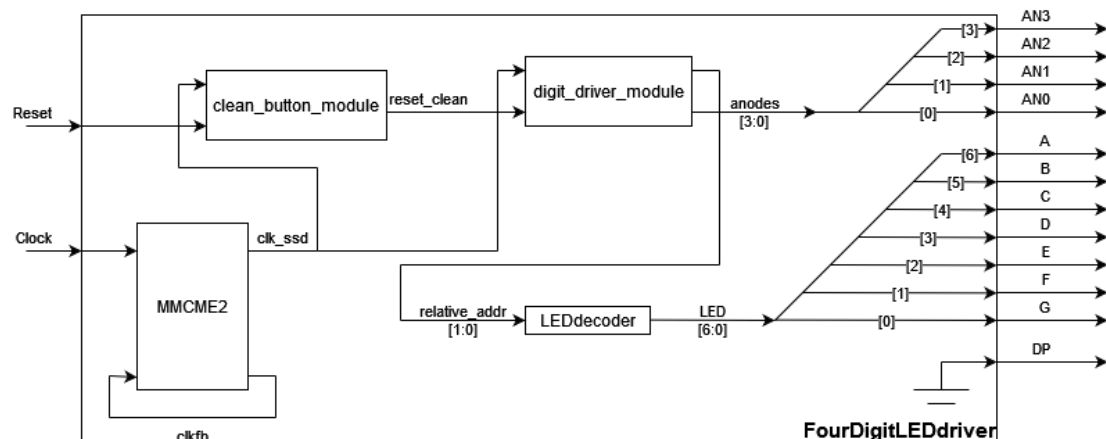 AN3
[3]
AN2
[2]
AN1
[1]
AN0
[0]
clean_button_module
reset_clean
digit_driver_module
anodes
[3:0]
Reset
A
[6]
B
[5]
C
[4]
D
[3]
E
[2]
F
[1]
G
[0]
Clock
clk_ssd
MMCME2
relative_addr
[1:0]
LEDdecoder
LED
[6:0]
DP
FourDigitLEDdriver
clkfb